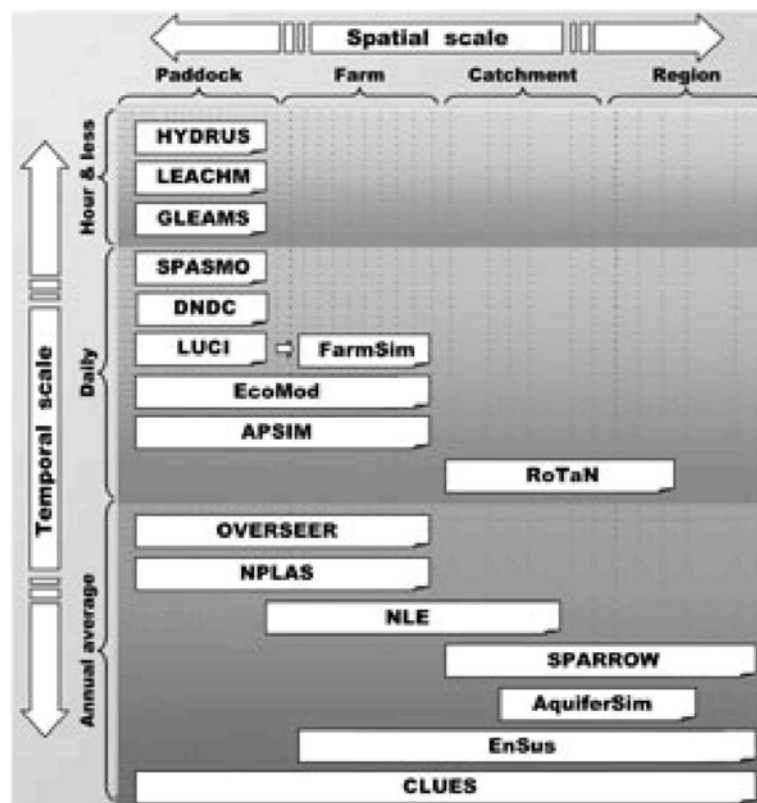 Spatial scale
Paddock Farm Catchment Region
Temporal scale
Hour & less
HYDRUS
LEACHM
GLEAMS
Daily
SPASMO
DNDC
LUCI FarmSim
EcoMod
APSIM
RoTaN
Annual average
OVERSEER
NPLAS
NLE
SPARROW
AquiferSim
EnSus
CLUES